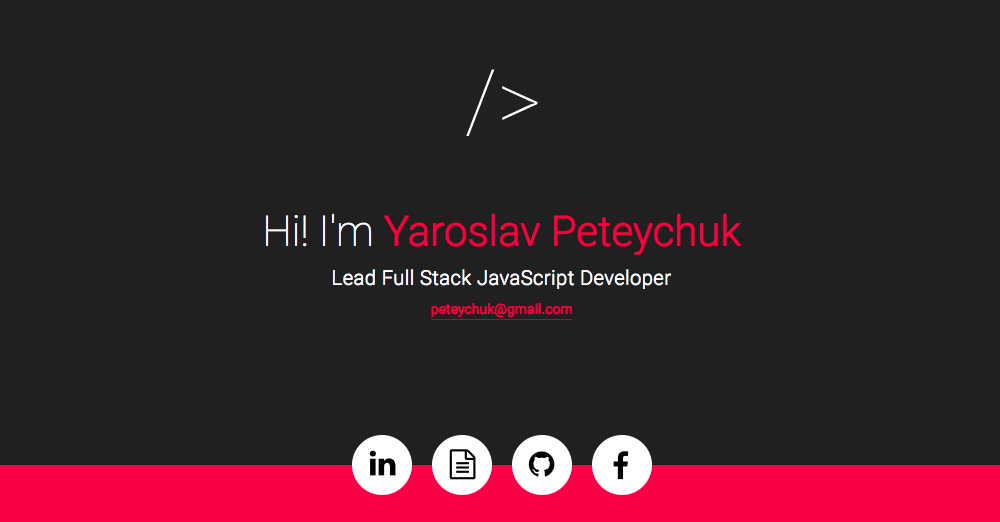 />
Hi! I'm Yaroslav Peteychuk
Lead Full Stack JavaScript Developer
peteychuk@gmail.com
in
f